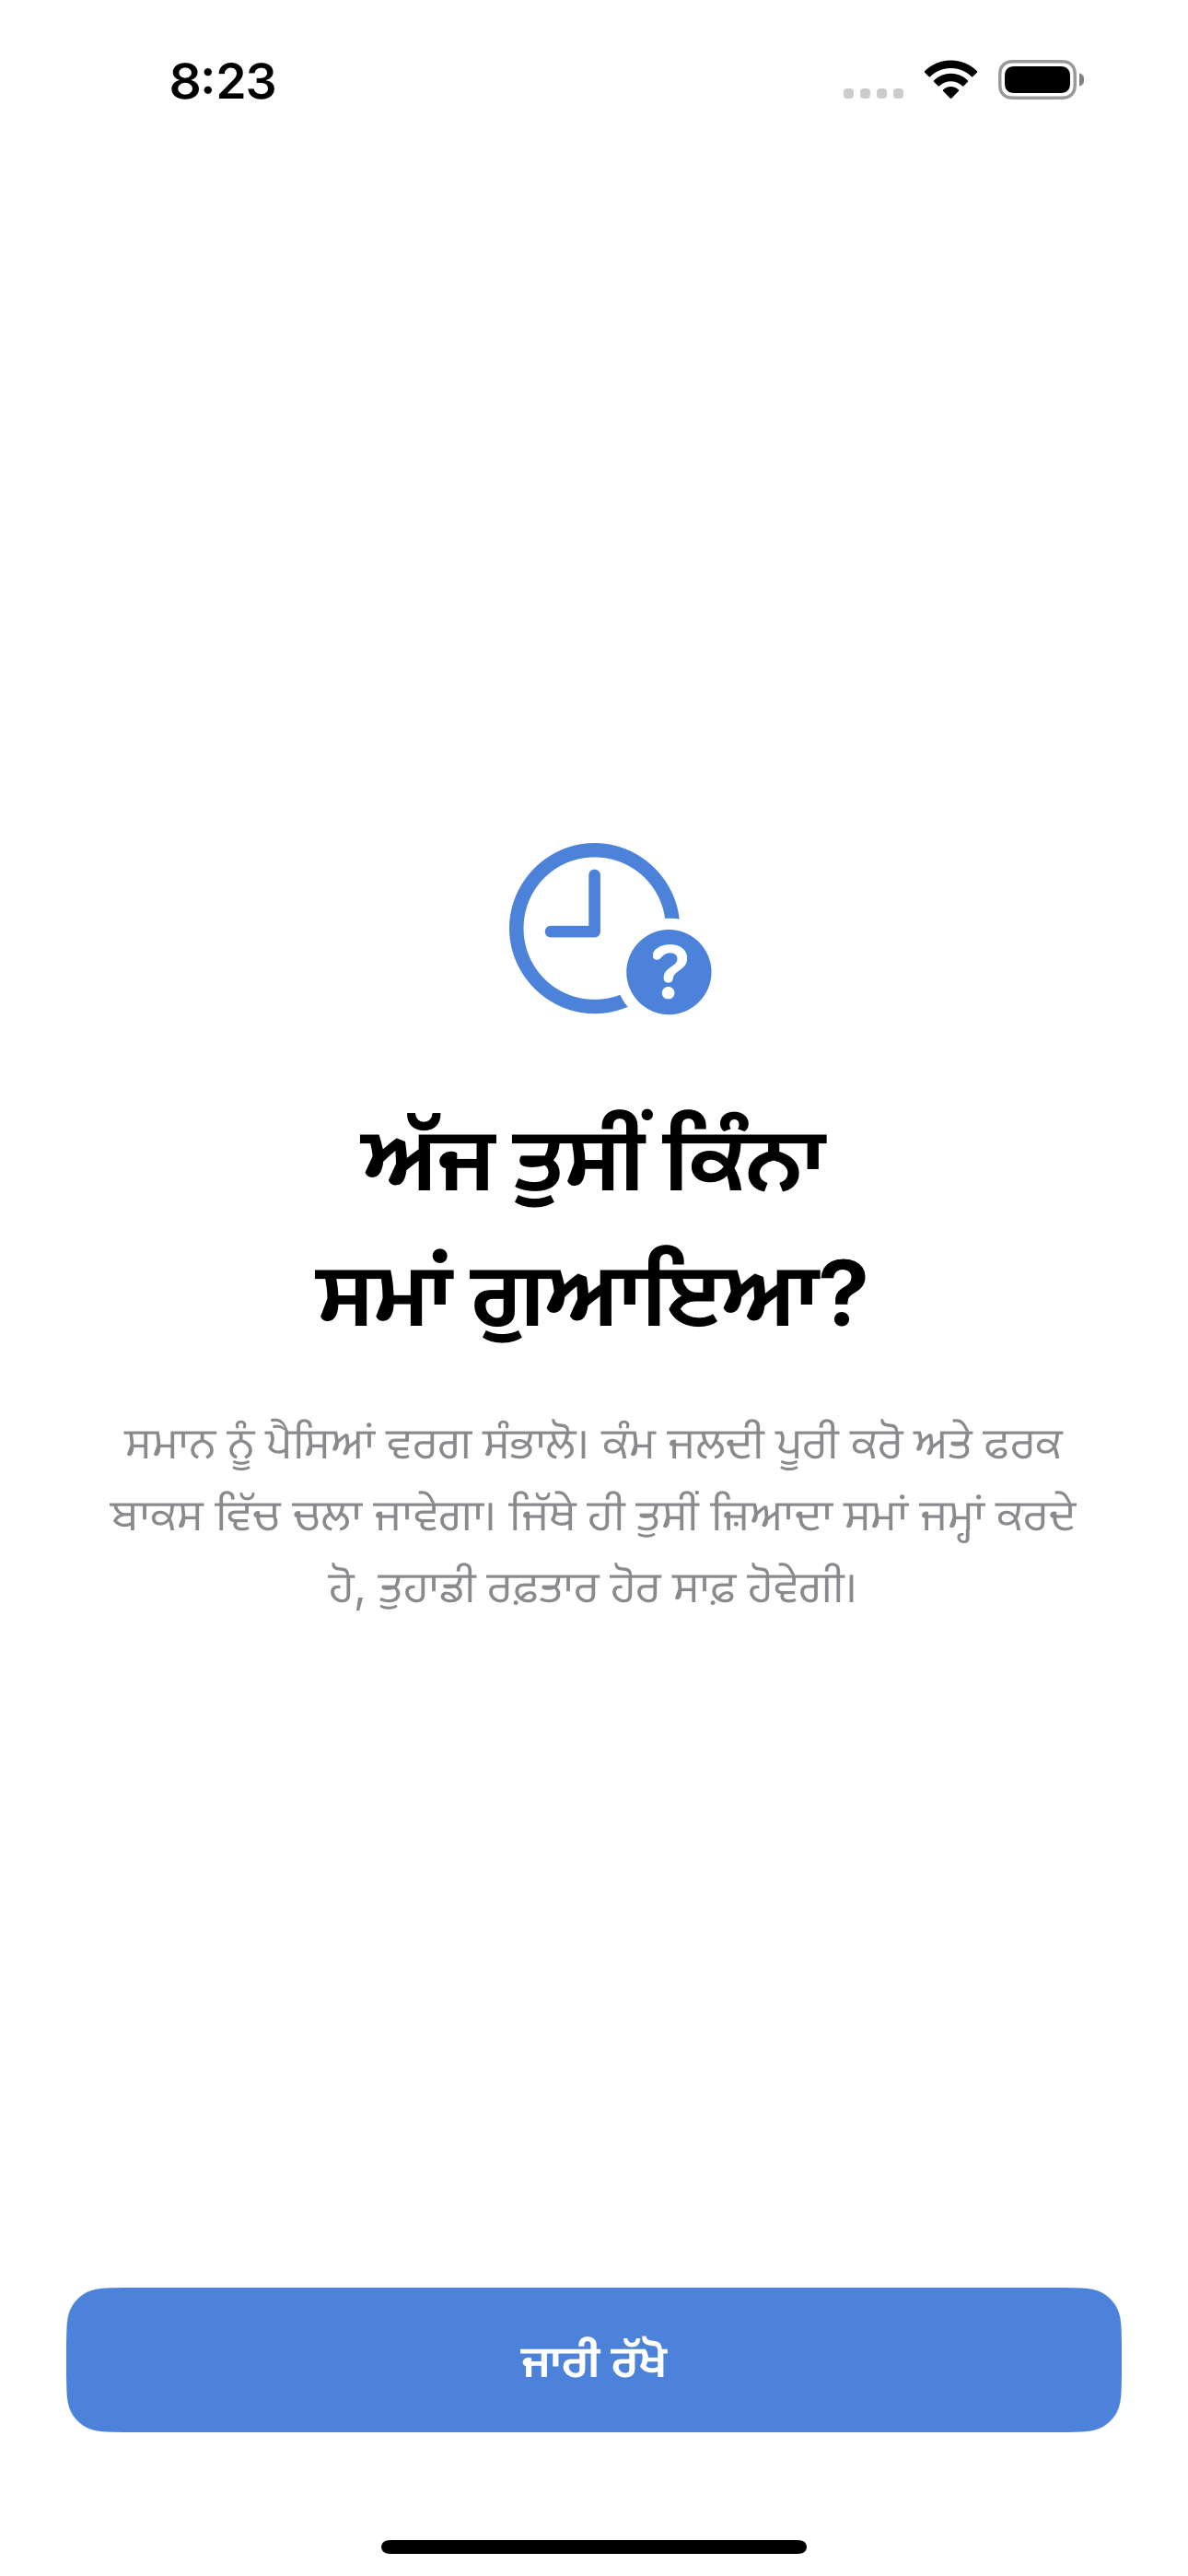 8:23
ਅੱਜ ਤੁਸੀਂ ਕਿੰਨਾ
ਸਮਾਂ ਗੁਆਇਆ?
ਸਮਾਨ ਨੂੰ ਪੈਸਿਆਂ ਵਰਗ ਸੰਭਾਲੋ। ਕੰਮ ਜਲਦੀ ਪੂਰੀ ਕਰੋ ਅਤੇ ਫਰਕ
ਬਾਕਸ ਵਿੱਚ ਚਲਾ ਜਾਵੇਗਾ। ਜਿੱਥੇ ਹੀ ਤੁਸੀਂ ਜ਼ਿਆਦਾ ਸਮਾਂ ਜਮ੍ਹਾਂ ਕਰਦੇ
ਹੋ, ਤੁਹਾਡੀ ਰਫ਼ਤਾਰ ਹੋਰ ਸਾਫ਼ ਹੋਵੇਗੀ।
ਜਾਰੀ ਰੱਖੋ